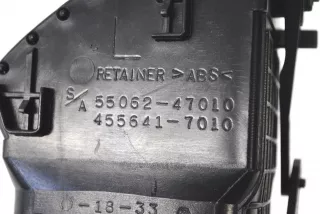 RETAINER >ABS<
S/A 55062-47010
455641-7010
D-18-33